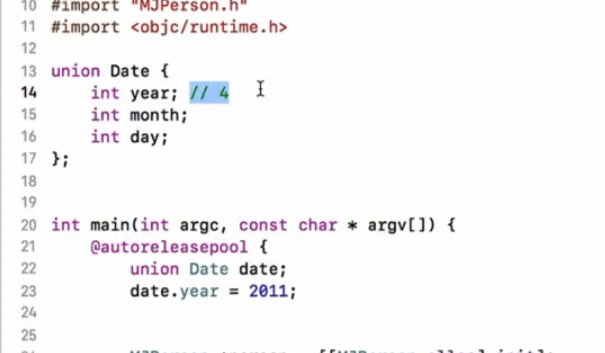 10 #import "MJPerson.h"
11 #import <objc/runtime.h>
12
13 union Date {
14 int year; // 4
15 int month;
16 int day;
17 };
18
19
20 int main(int argc, const char * argv[]) {
21 @autoreleasepool {
22 union Date date;
23 date.year = 2011;
24
25